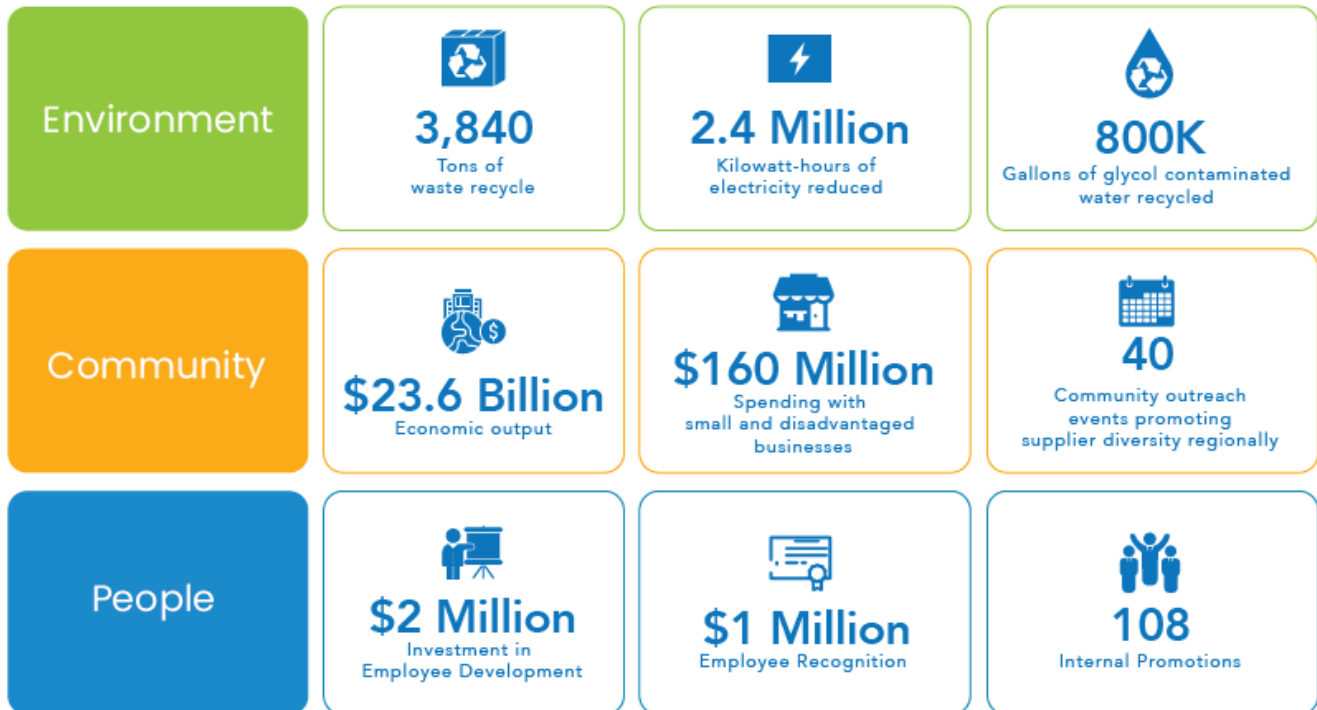 Environment
3,840
Tons of
waste recycle
2.4 Million
Kilowatt-hours of
electricity reduced
800K
Gallons of glycol contaminated
water recycled
Community
$23.6 Billion
Economic output
$160 Million
Spending with
small and disadvantaged
businesses
40
Community outreach
events promoting
supplier diversity regionally
People
$2 Million
Investment in
Employee Development
$1 Million
Employee Recognition
108
Internal Promotions